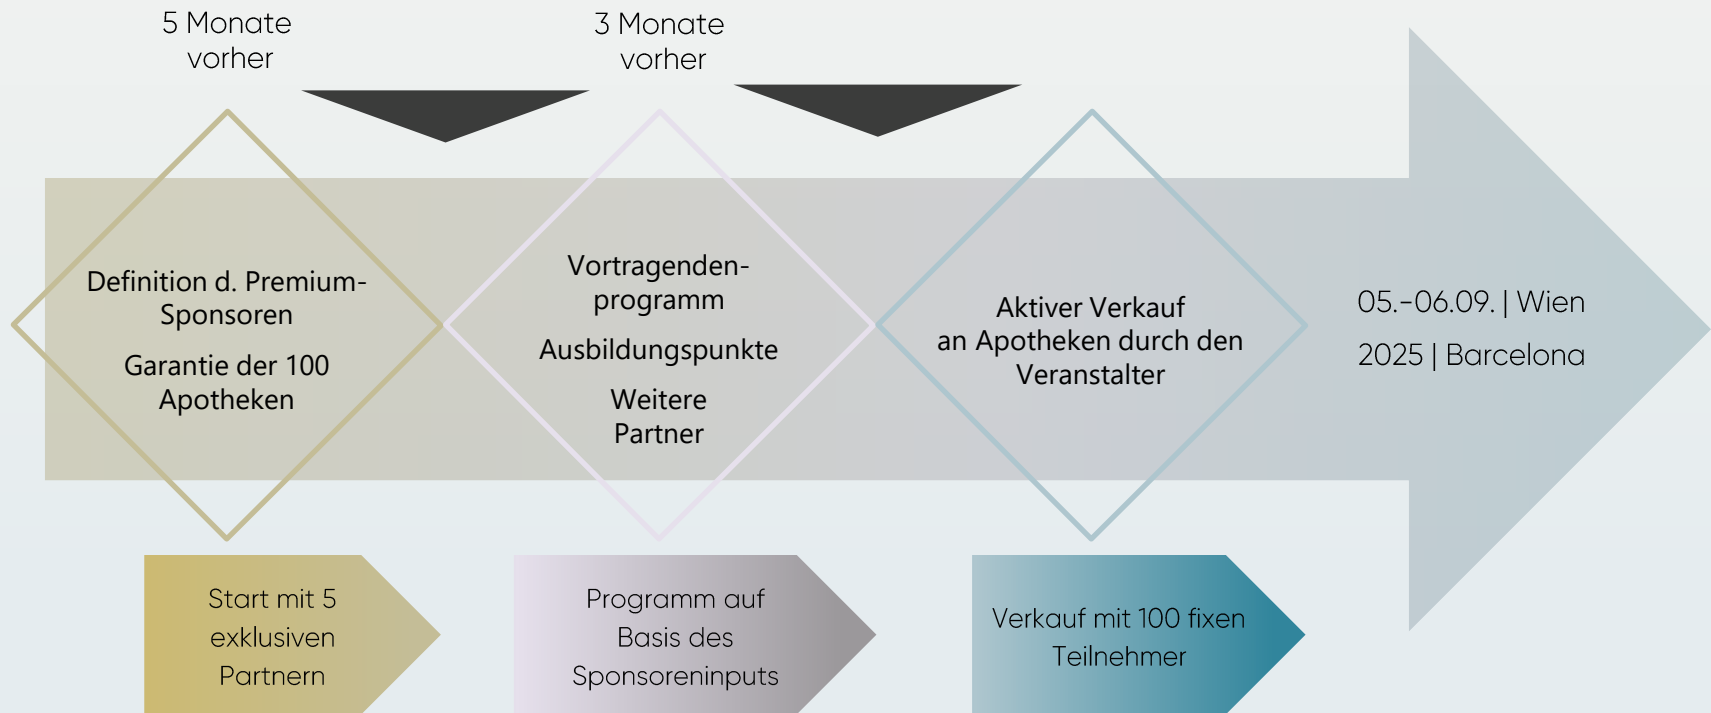 5 Monate
vorher
3 Monate
vorher
Definition d. Premium-
Sponsoren
Garantie der 100
Apotheken
Vortragenden-
programm
Ausbildungspunkte
Weitere
Partner
Aktiver Verkauf
an Apotheken durch den
Veranstalter
05.-06.09. | Wien
2025 | Barcelona
Start mit 5
exklusiven
Partnern
Programm auf
Basis des
Sponsoreninputs
Verkauf mit 100 fixen
Teilnehmer